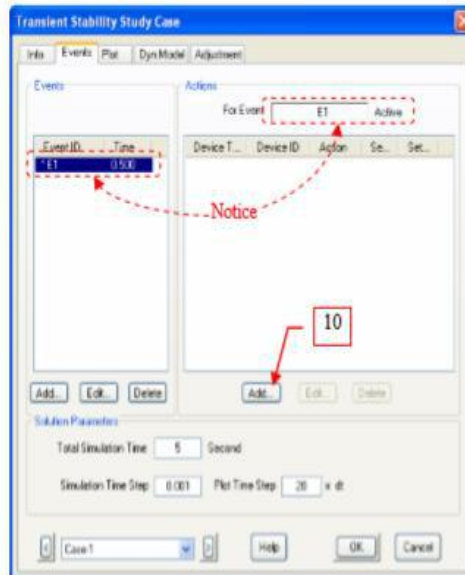 Transient Stability Study Case
Info Events Plot Dyn Model Adjustment
Events
Actions
For Event E1 Active
Event ID Time
* E1 0.500
Device T... Device ID Action Se... Set...
Notice
10
Add... Edit... Delete
Add... Edit... Delete
Solution Parameters
Total Simulation Time 5 Second
Simulation Time Step 0.001 Plot Time Step 20 x dt
Case-1 Help OK Cancel